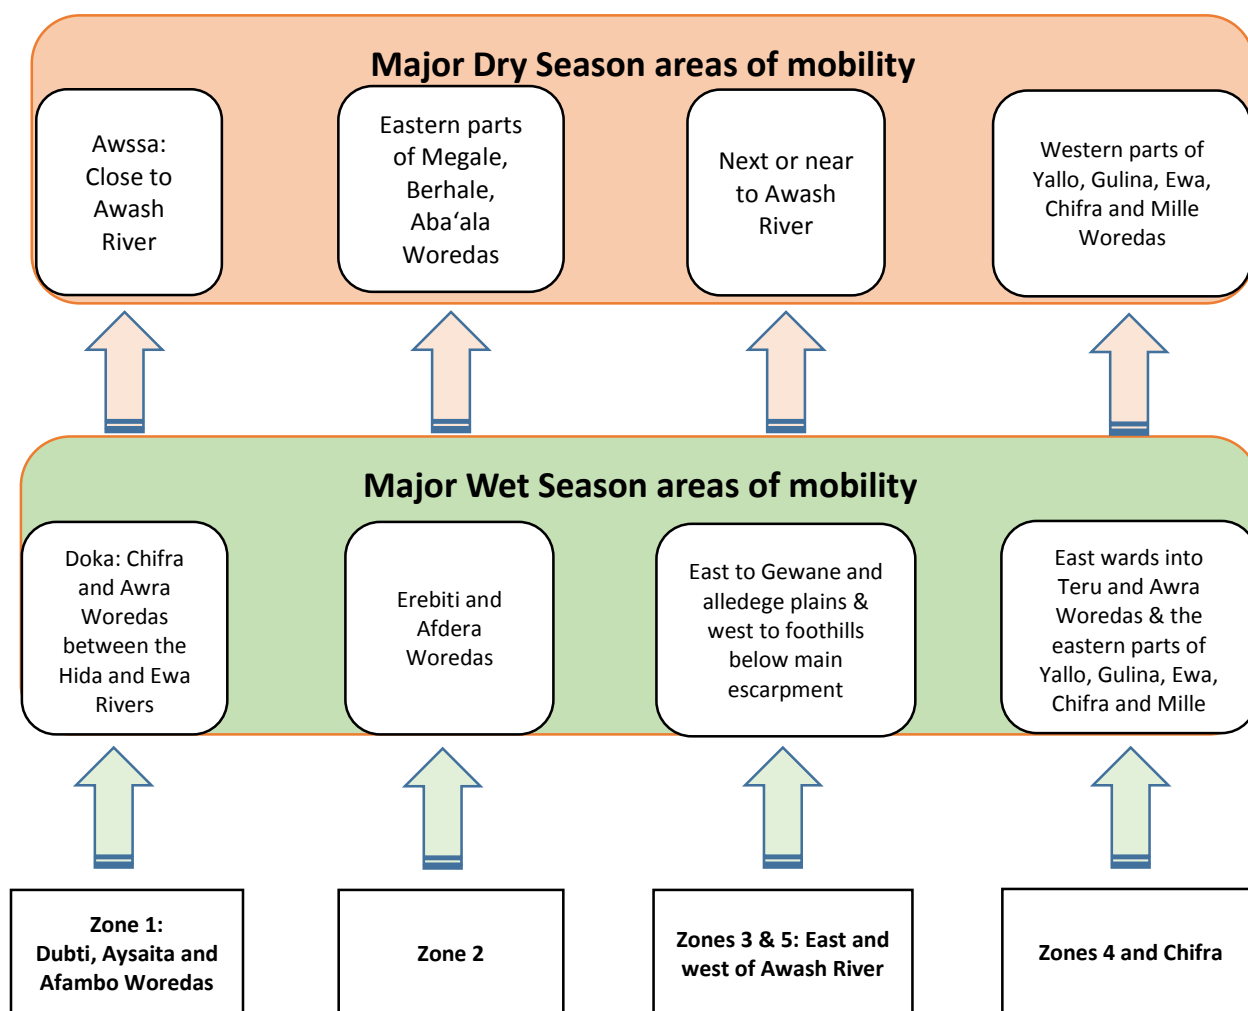 Major Dry Season areas of mobility
Awssa:
Close to
Awash
River
Eastern parts
of Megale,
Berhale,
Aba‘ala
Woredas
Next or near
to Awash
River
Western parts of
Yallo, Gulina, Ewa,
Chifra and Mille
Woredas
Major Wet Season areas of mobility
Doka: Chifra
and Awra
Woredas
between the
Hida and Ewa
Rivers
Erebiti and
Afdera
Woredas
East to Gewane and
alledege plains &
west to foothills
below main
escarpment
East wards into
Teru and Awra
Woredas & the
eastern parts of
Yallo, Gulina, Ewa,
Chifra and Mille
Zone 1:
Dubti, Aysaita and
Afambo Woredas
Zone 2
Zones 3 & 5: East and
west of Awash River
Zones 4 and Chifra